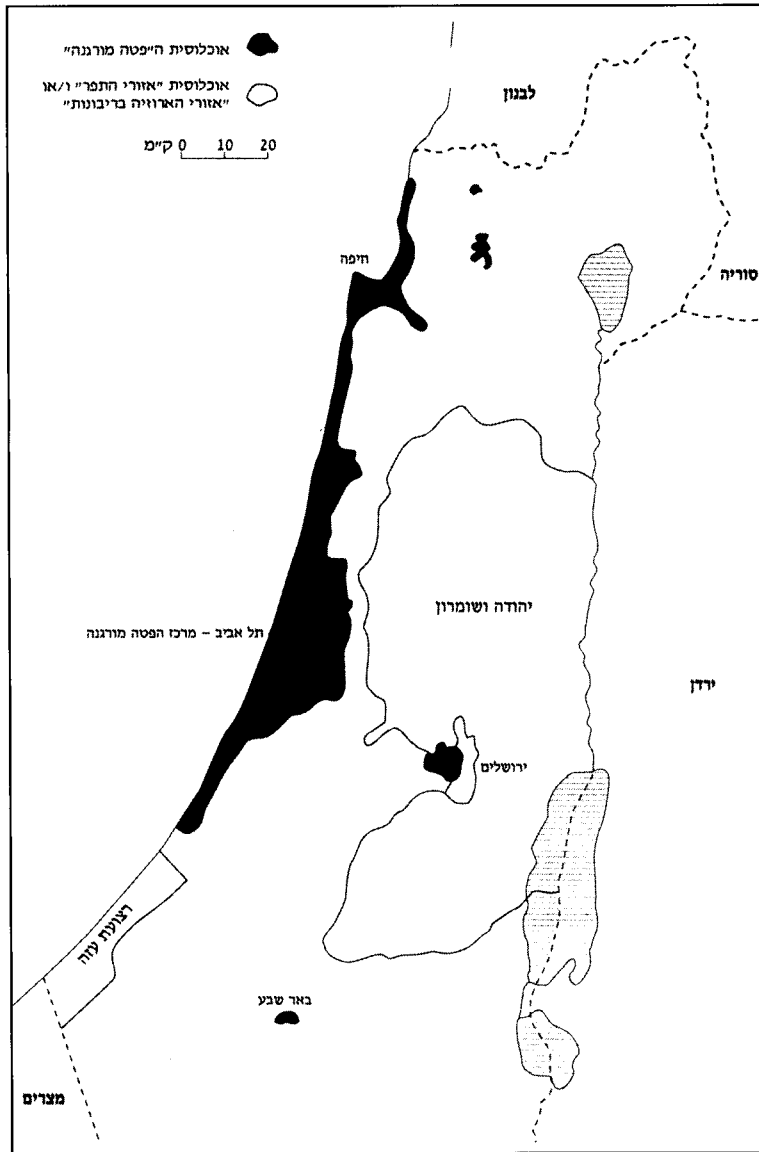 אוכלוסית ה"פטה מורגנה"
אוכלוסית "אזורי התפר" ו/או
"אזורי הארוזיה בריבונות"
20 10 0 ק"מ
לבנון
סוריה
חיפה
יהודה ושומרון
תל אביב – מרכז הפטה מורגנה
ירדן
ירושלים
רצועת עזה
באר שבע
מצרים